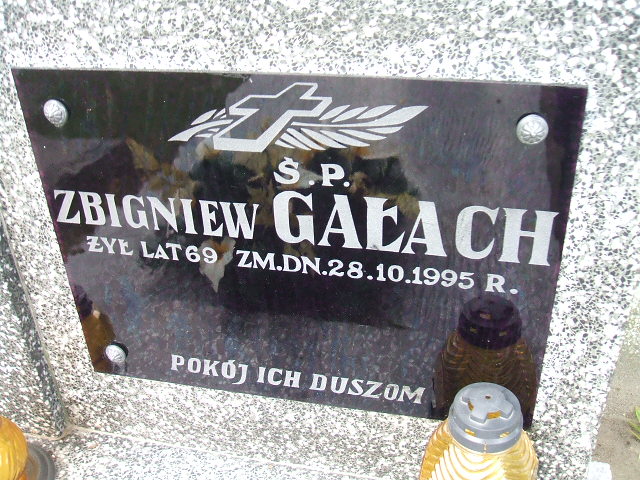 Ś.P.
ZBIGNIEW GAŁACH
ŻYŁ LAT 69 ZM.DN.28.10.1995 R.
POKÓJ ICH DUSZOM